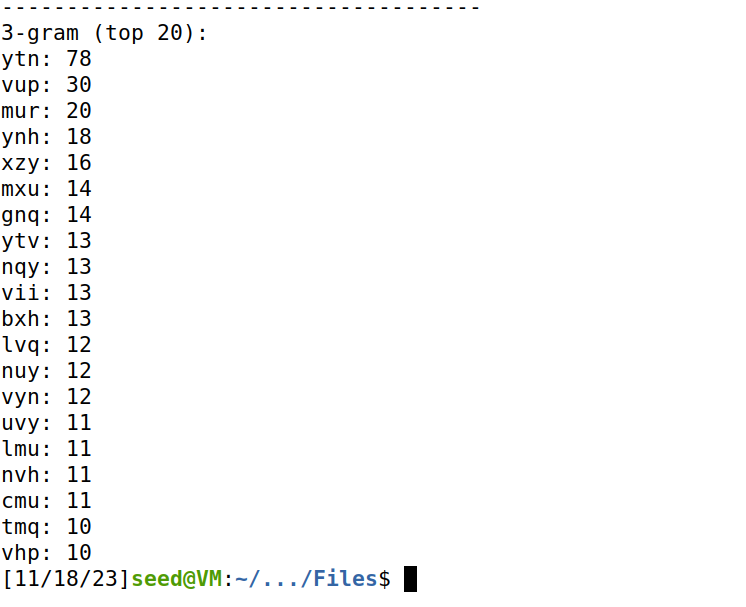 -------------------------------------
3-gram (top 20):
ytn: 78
vup: 30
mur: 20
ynh: 18
xzy: 16
mxu: 14
gnq: 14
ytv: 13
nqy: 13
vii: 13
bxh: 13
lvq: 12
nuy: 12
vyn: 12
uvy: 11
lmu: 11
nvh: 11
cmu: 11
tmq: 10
vhp: 10
[11/18/23]seed@VM:~/.../Files$